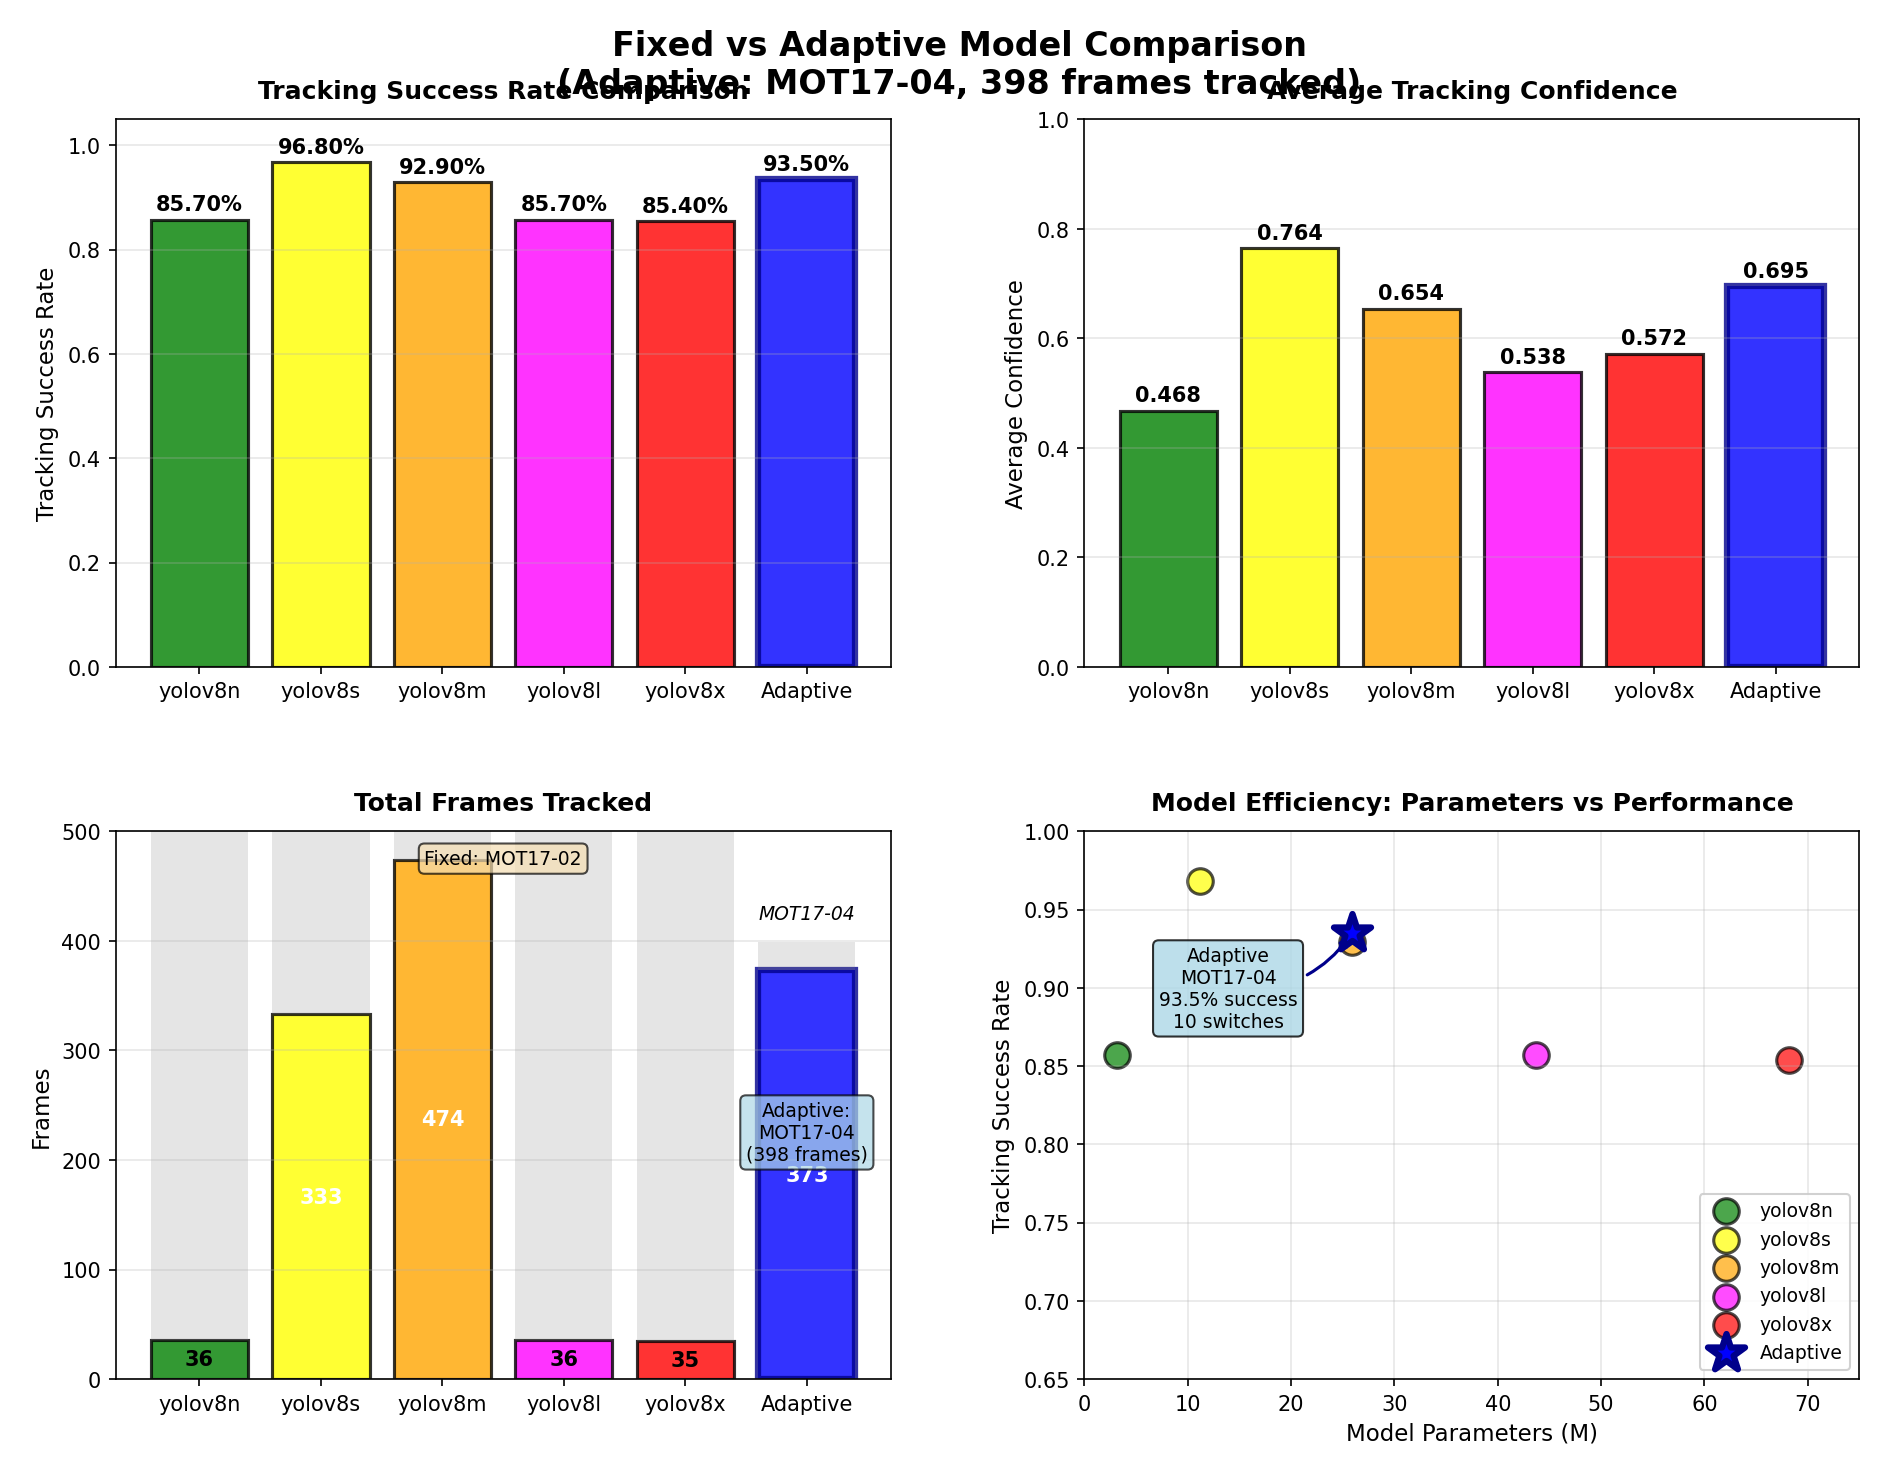 Fixed vs Adaptive Model Comparison
(Adaptive: MOT17-04, 398 frames tracked)
Tracking Success Rate Comparison
Tracking Success Rate
1.0
0.8
0.6
0.4
0.2
0.0
85.70%
96.80%
92.90%
85.70%
85.40%
93.50%
yolov8n
yolov8s
yolov8m
yolov8l
yolov8x
Adaptive
Average Tracking Confidence
Average Confidence
1.0
0.8
0.6
0.4
0.2
0.0
0.468
0.764
0.654
0.538
0.572
0.695
yolov8n
yolov8s
yolov8m
yolov8l
yolov8x
Adaptive
Total Frames Tracked
Frames
500
400
300
200
100
0
Fixed: MOT17-02
MOT17-04
36
333
474
36
35
Adaptive:
MOT17-04
(398 frames)
373
yolov8n
yolov8s
yolov8m
yolov8l
yolov8x
Adaptive
Model Efficiency: Parameters vs Performance
Tracking Success Rate
1.00
0.95
0.90
0.85
0.80
0.75
0.70
0.65
Adaptive
MOT17-04
93.5% success
10 switches
yolov8n
yolov8s
yolov8m
yolov8l
yolov8x
Adaptive
0
10
20
30
40
50
60
70
Model Parameters (M)